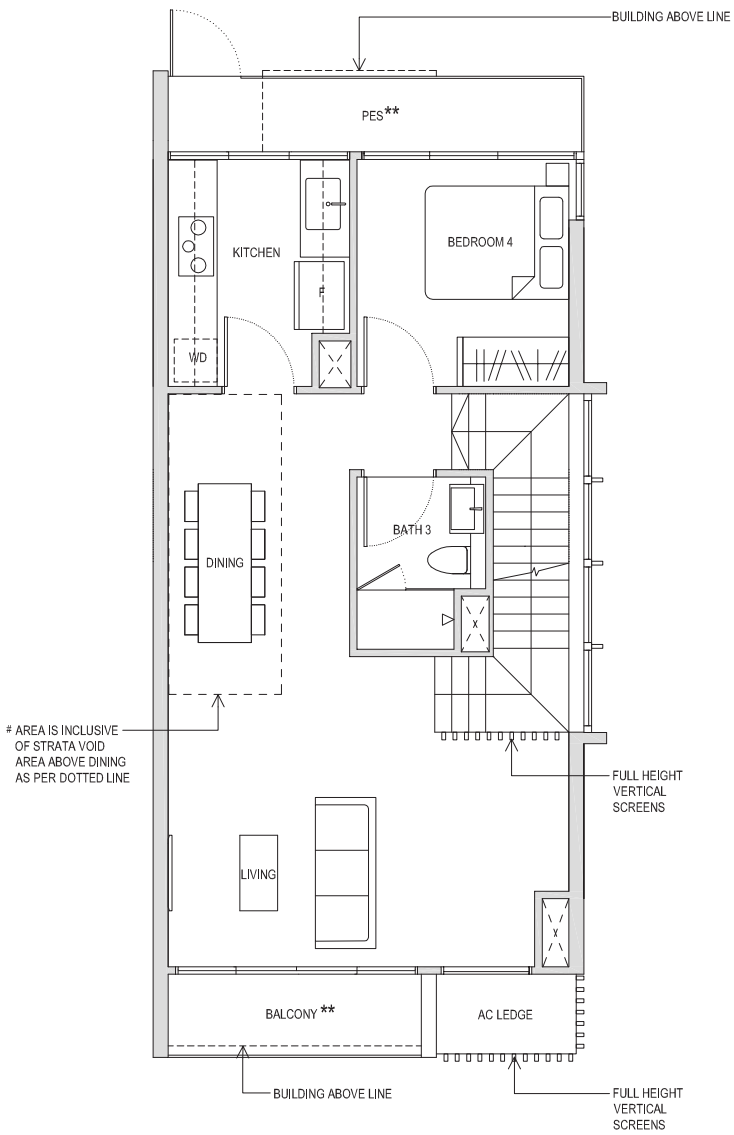 BUILDING ABOVE LINE
PES**
KITCHEN
BEDROOM 4
F
WD
BATH 3
DINING
# AREA IS INCLUSIVE
OF STRATA VOID
AREA ABOVE DINING
AS PER DOTTED LINE
FULL HEIGHT
VERTICAL
SCREENS
LIVING
BALCONY**
AC LEDGE
BUILDING ABOVE LINE
FULL HEIGHT
VERTICAL
SCREENS